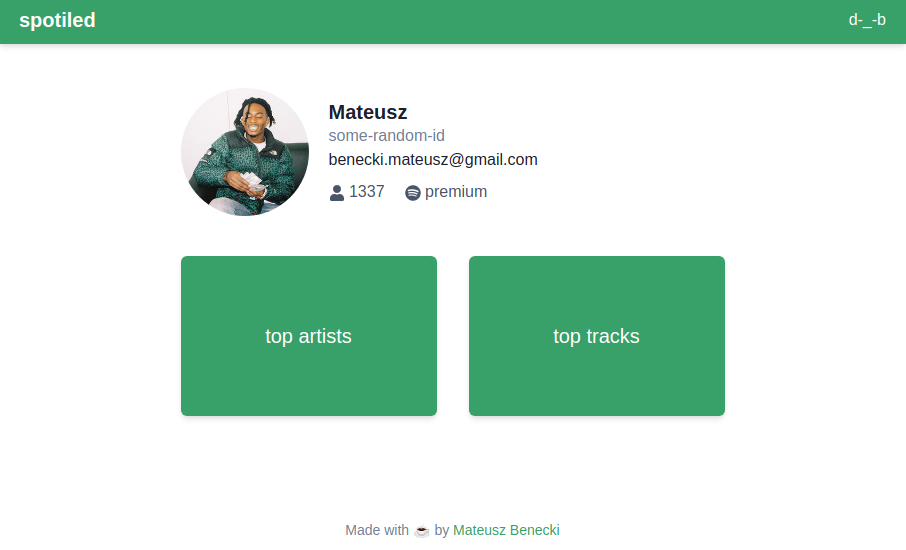 spotiled
d-_-b
Mateusz
some-random-id
benecki.mateusz@gmail.com
1337 premium
top artists
top tracks
Made with ☕ by Mateusz Benecki